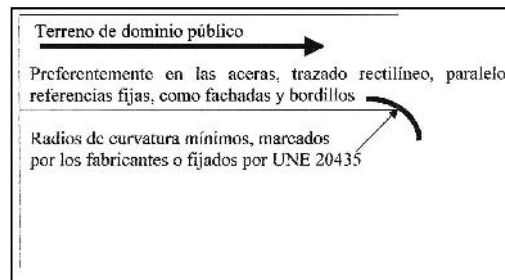 Terreno de dominio público
Preferentemente en las aceras, trazado rectilíneo, paralelo
referencias fijas, como fachadas y bordillos
Radios de curvatura mínimos, marcados
por los fabricantes o fijados por UNE 20435